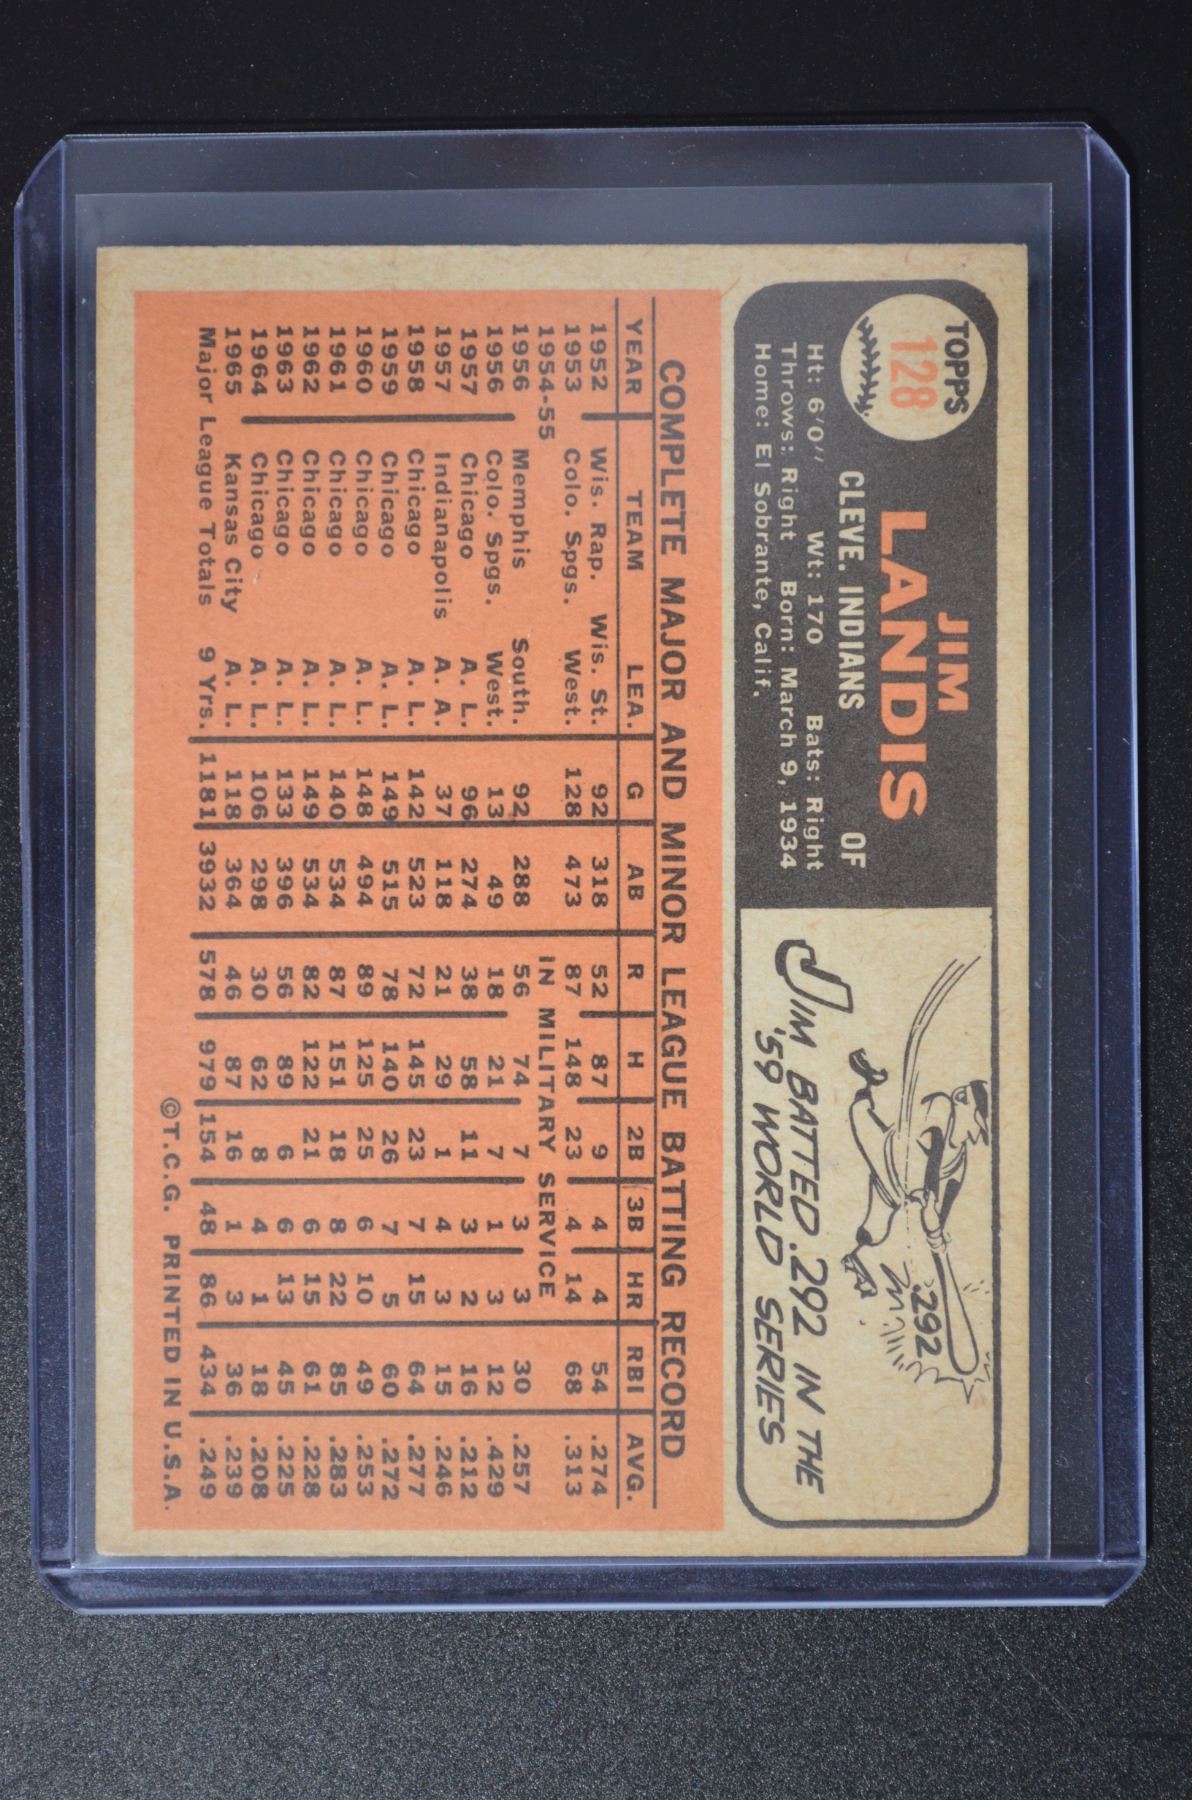 TOPPS
128
JIM
LANDIS
OF
CLEVE. INDIANS
Ht: 6'0'' Wt: 170 Bats: Right
Throws: Right Born: March 9, 1934
Home: El Sobrante, Calif.
.292
JIM BATTED .292 IN THE
'59 WORLD SERIES
COMPLETE MAJOR AND MINOR LEAGUE BATTING RECORD
YEAR TEAM LEA. G AB R H 2B 3B HR RBI AVG.
1952 Wis. Rap. Wis. St. 92 318 52 87 9 4 4 54 .274
1953 Colo. Spgs. West. 128 473 87 148 23 4 14 68 .313
1954-55 IN MILITARY SERVICE
1956 Memphis South. 92 288 56 74 7 3 3 30 .257
1956 Colo. Spgs. West. 13 49 18 21 7 1 3 12 .429
1957 Chicago A. L. 96 274 38 58 11 3 2 16 .212
1957 Indianapolis A. A. 37 118 21 29 1 4 3 15 .246
1958 Chicago A. L. 142 523 72 145 23 7 15 64 .277
1959 Chicago A. L. 149 515 78 140 26 7 5 60 .272
1960 Chicago A. L. 148 494 89 125 25 6 10 49 .253
1961 Chicago A. L. 140 534 87 151 18 8 22 85 .283
1962 Chicago A. L. 149 534 82 122 21 6 15 61 .228
1963 Chicago A. L. 133 396 56 89 6 6 13 45 .225
1964 Chicago A. L. 106 298 30 62 8 4 1 18 .208
1965 Kansas City A. L. 118 364 46 87 16 1 3 36 .239
Major League Totals 9 Yrs. 1181 3932 578 979 154 48 86 434 .249
©T.C.G. PRINTED IN U.S.A.